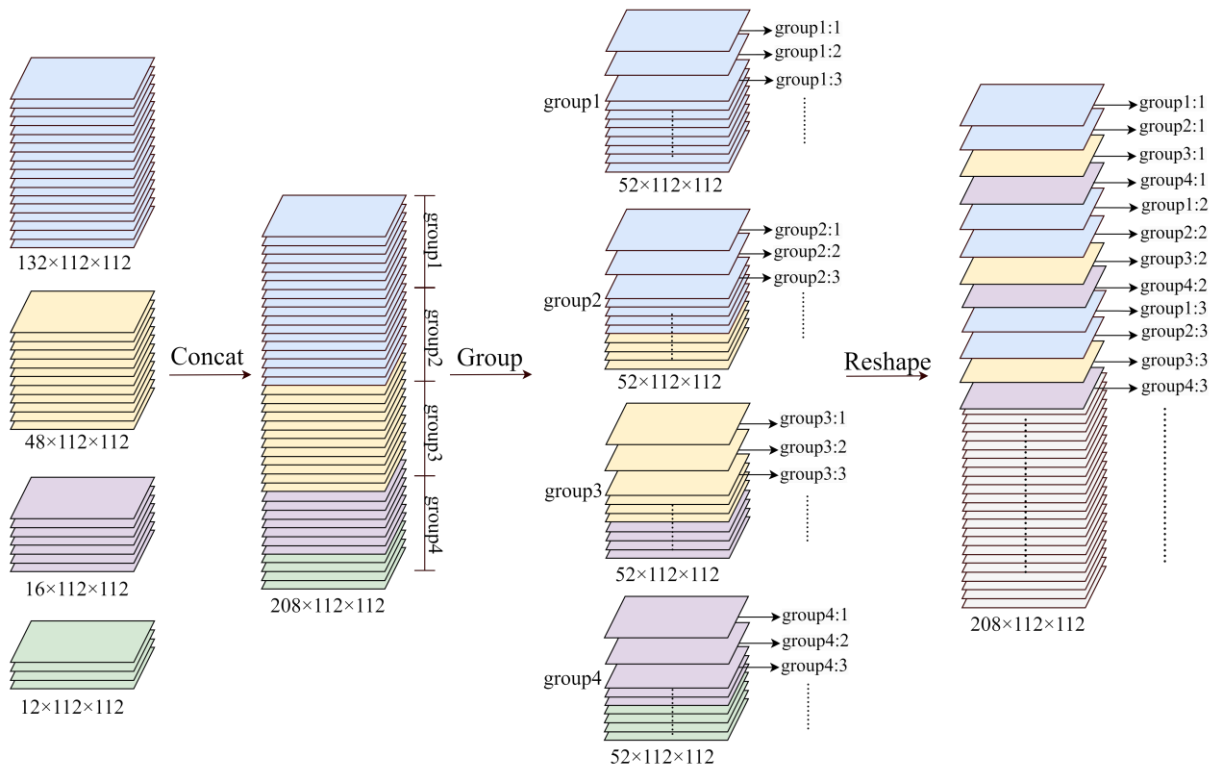 132×112×112
48×112×112
16×112×112
12×112×112
Concat
group1
group2
group3
group4
208×112×112
Group
group1
group1:1
group1:2
group1:3
52×112×112
group2
group2:1
group2:2
group2:3
52×112×112
group3
group3:1
group3:2
group3:3
52×112×112
group4
group4:1
group4:2
group4:3
52×112×112
Reshape
group1:1
group2:1
group3:1
group4:1
group1:2
group2:2
group3:2
group4:2
group1:3
group2:3
group3:3
group4:3
208×112×112